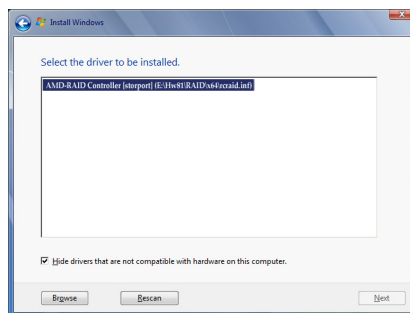 Install Windows
Select the driver to be installed.
AMD-RAID Controller [storport] (E:\Hw81\RAID\x64\rcraid.inf)
Hide drivers that are not compatible with hardware on this computer.
Browse
Rescan
Next